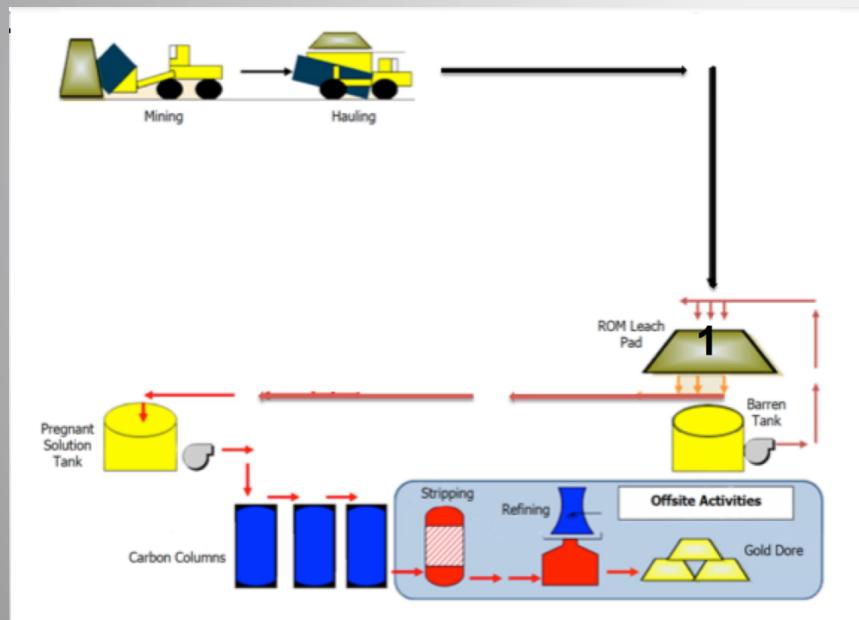 Mining
Hauling
ROM Leach
Pad
1
Barren
Tank
Pregnant
Solution
Tank
Carbon Columns
Stripping
Refining
Offsite Activities
Gold Dore